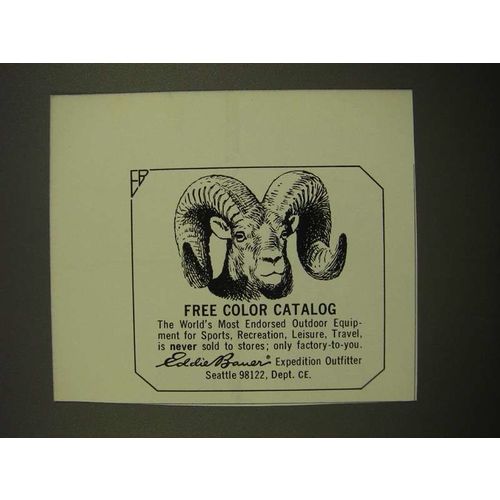 EB
FREE COLOR CATALOG
The World's Most Endorsed Outdoor Equip-
ment for Sports, Recreation, Leisure, Travel,
is never sold to stores; only factory-to-you.
Eddie Bauer® Expedition Outfitter
Seattle 98122, Dept. CE.